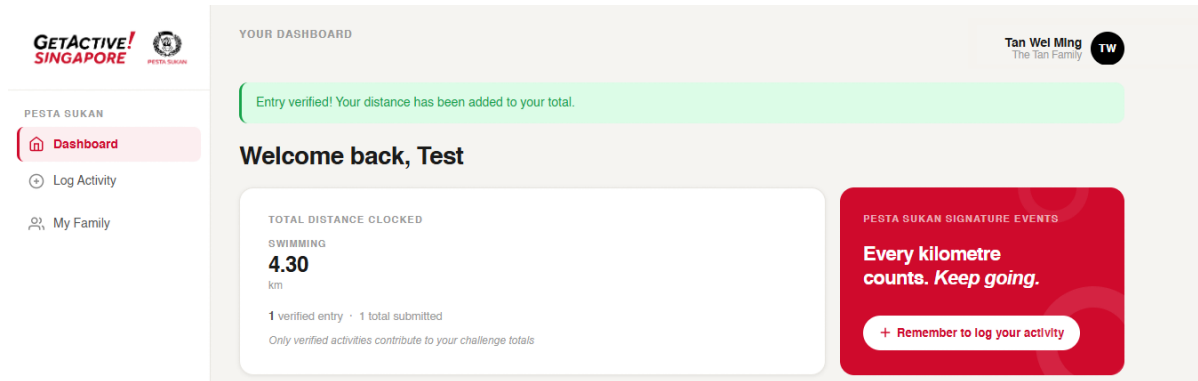 GETACTIVE!
SINGAPORE
PESTA SUKAN
PESTA SUKAN
Dashboard
Log Activity
My Family
YOUR DASHBOARD
Tan Wei Ming
The Tan Family
TW
Entry verified! Your distance has been added to your total.
Welcome back, Test
TOTAL DISTANCE CLOCKED
SWIMMING
4.30
km
1 verified entry · 1 total submitted
Only verified activities contribute to your challenge totals
PESTA SUKAN SIGNATURE EVENTS
Every kilometre
counts. Keep going.
+ Remember to log your activity